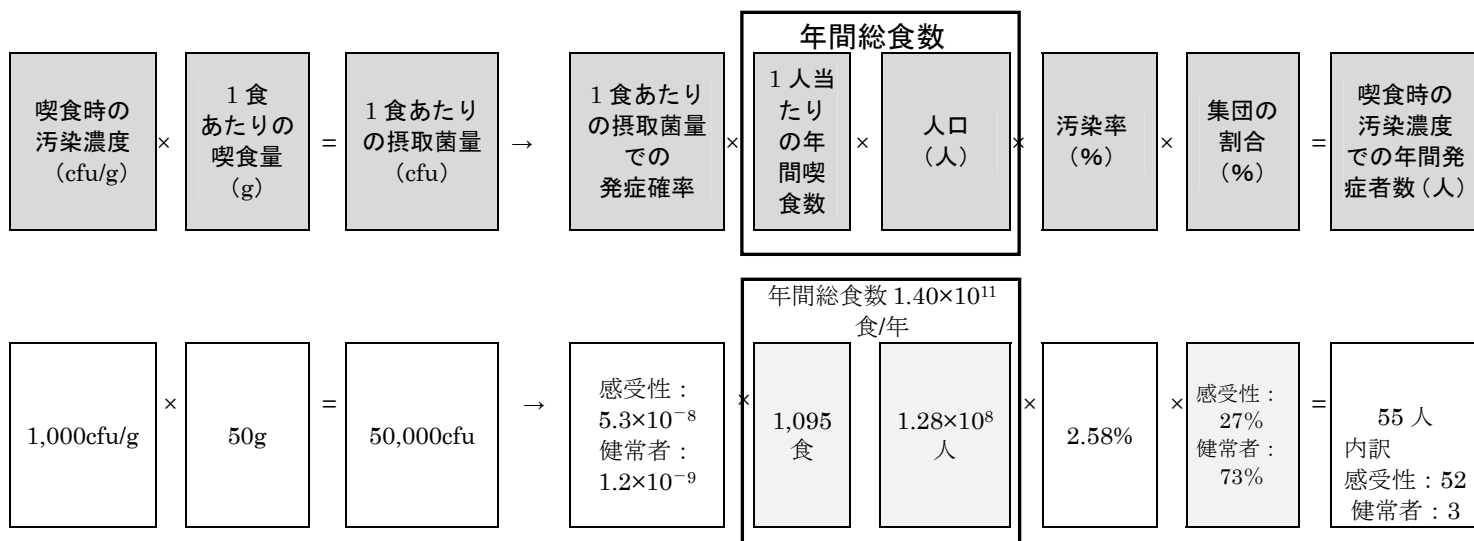 年間総食数
喫食時の
汚染濃度
（cfu/g）
×
1 食
あたりの
喫食量
（g）
=
1 食あたり
の摂取菌量
（cfu）
→
1 食あたり
の摂取菌量
での
発症確率
×
1 人当
たり
の年
間喫
食数
×
人口
（人）
×
汚染率
（%）
×
集団の
割合
（%）
=
喫食時の
汚染濃度
での年間発
症者数（人）
年間総食数 1.40×10¹¹
食/年
1,000cfu/g
×
50g
=
50,000cfu
→
感受性：
5.3×10⁻⁸
健常者：
1.2×10⁻⁹
×
1,095
食
1.28×10⁸
人
×
2.58%
×
感受性：
27%
健常者：
73%
=
55 人
内訳
感受性：52
健常者：3